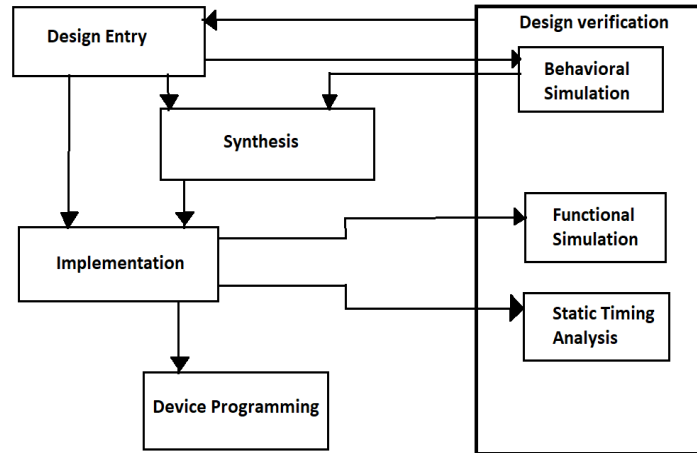 Design Entry
Design verification
Behavioral
Simulation
Synthesis
Functional
Simulation
Implementation
Static Timing
Analysis
Device Programming